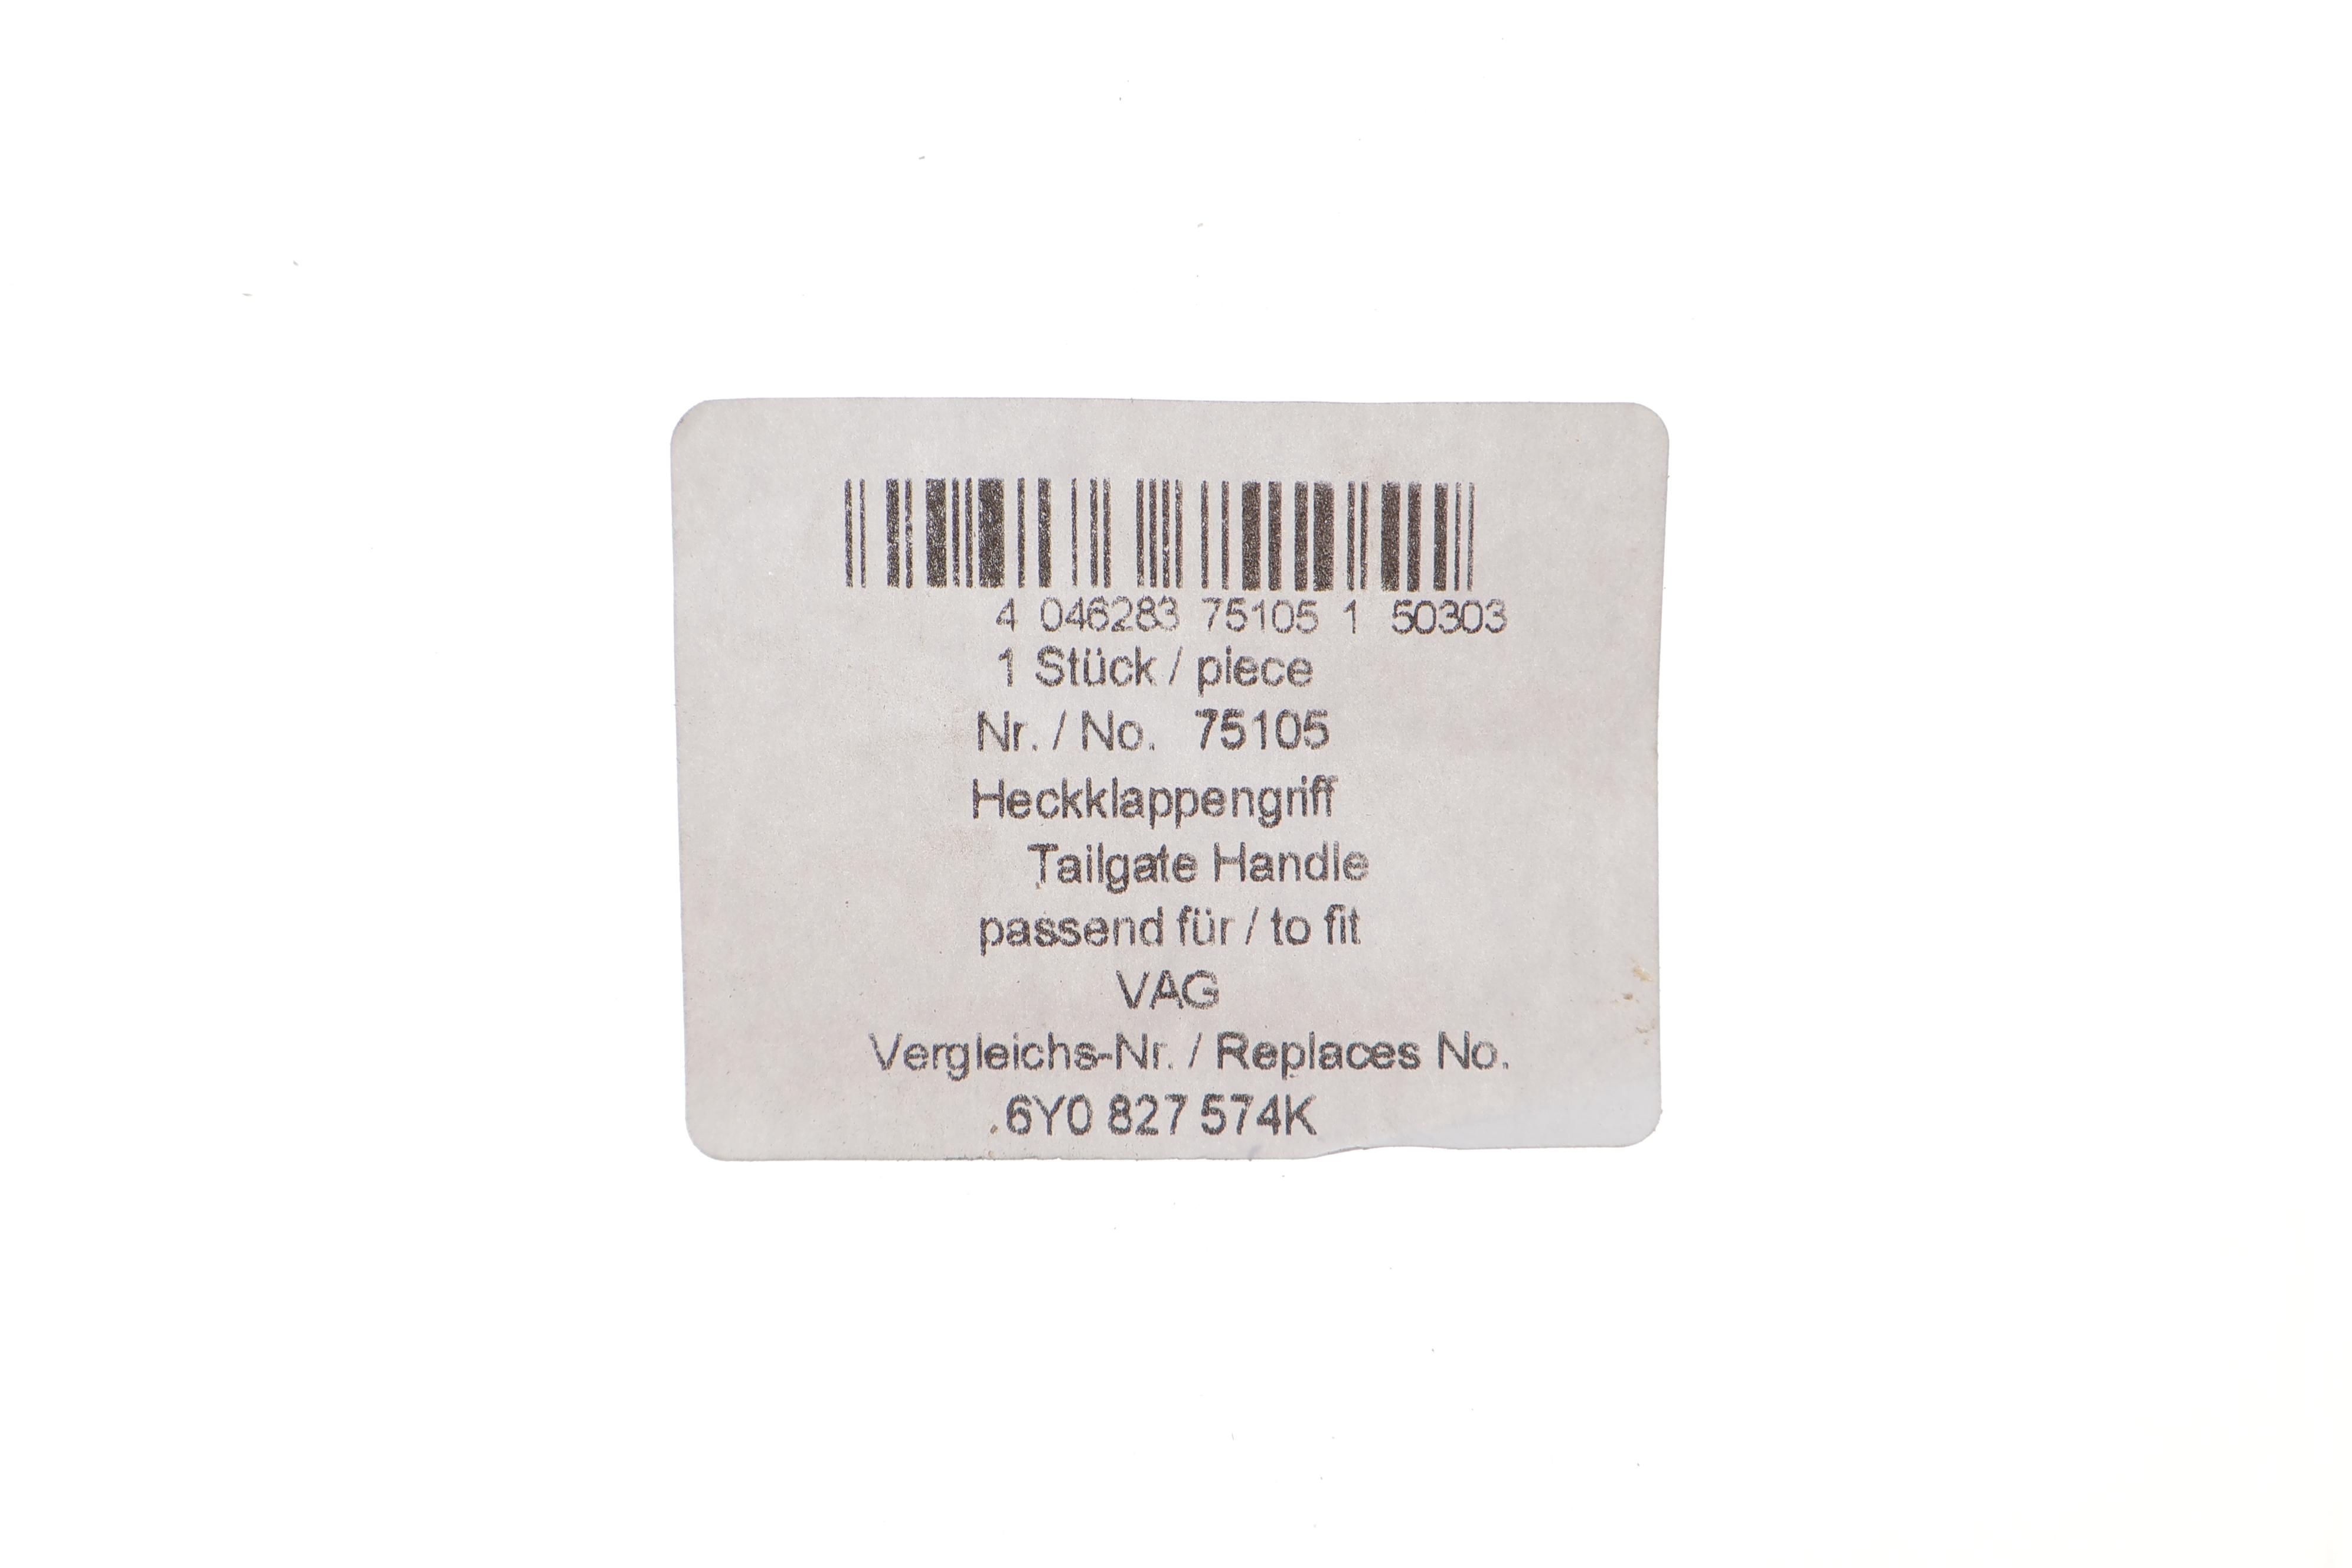 4 046283 75105 1 50303
1 Stück / piece
Nr. / No. 75105
Heckklappengriff
Tailgate Handle
passend für / to fit
VAG
Vergleichs-Nr. / Replaces No.
6Y0 827 574K